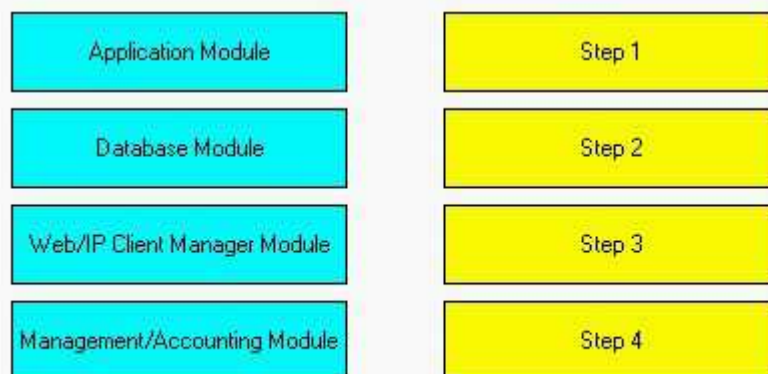 Application Module
Step 1
Database Module
Step 2
Web/IP Client Manager Module
Step 3
Management/Accounting Module
Step 4